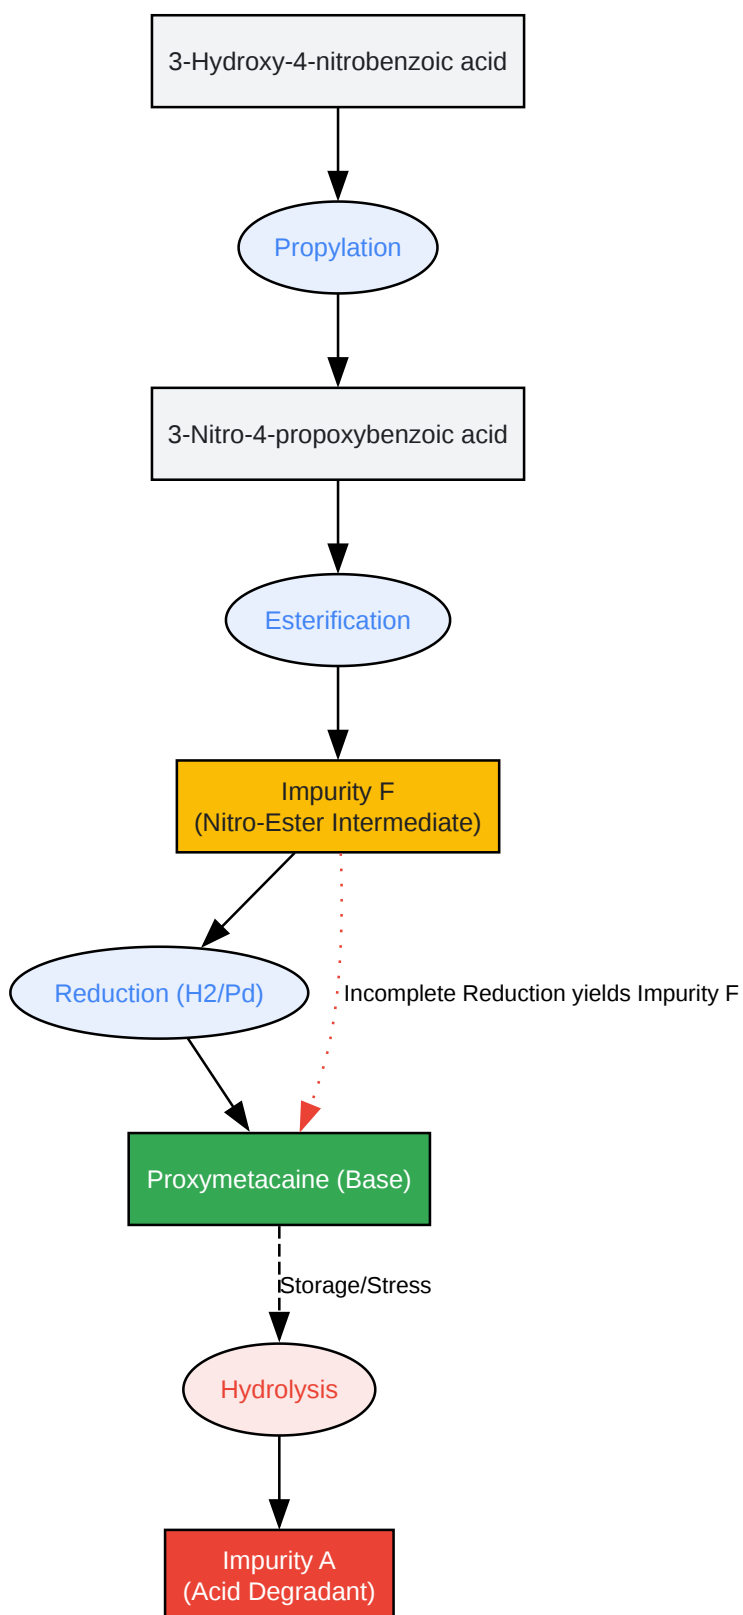 3-Hydroxy-4-nitrobenzoic acid
Propylation
3-Nitro-4-propoxybenzoic acid
Esterification
Impurity F
(Nitro-Ester Intermediate)
Reduction (H2/Pd)
Incomplete Reduction yields Impurity F
Proxymetacaine (Base)
Storage/Stress
Hydrolysis
Impurity A
(Acid Degradant)